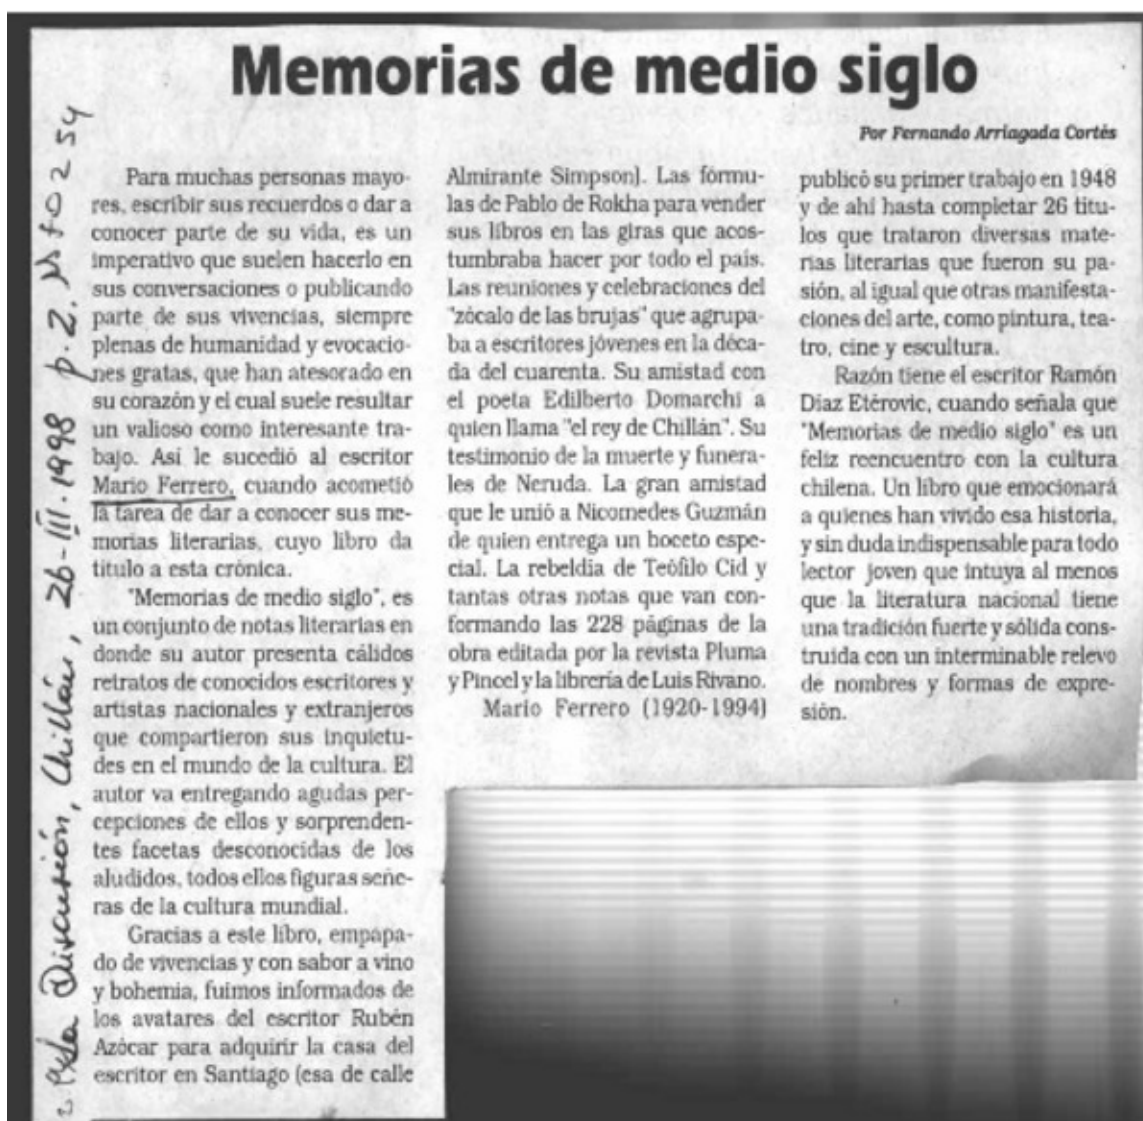 Memorias de medio siglo
Por Fernando Arriagada Cortés
Para muchas personas mayo-
res, escribir sus recuerdos o dar a
conocer parte de su vida, es un
imperativo que suelen hacerlo en
sus conversaciones o publicando
parte de sus vivencias, siempre
plenas de humanidad y evocacio-
nes gratas, que han atesorado en
su corazón y el cual suele resultar
un valioso como interesante tra-
bajo. Así le sucedió al escritor
Mario Ferrero, cuando acometió
la tarea de dar a conocer sus me-
morias literarias, cuyo libro da
título a esta crónica.
"Memorias de medio siglo", es
un conjunto de notas literarias en
donde su autor presenta cálidos
retratos de conocidos escritores y
artistas nacionales y extranjeros
que compartieron sus inquietu-
des en el mundo de la cultura. El
autor va entregando agudas per-
cepciones de ellos y sorprenden-
tes facetas desconocidas de los
aludidos, todos ellos figuras seño-
ras de la cultura mundial.
Gracias a este libro, empapa-
do de vivencias y con sabor a vino
y bohemia, fuimos informados de
los avatares del escritor Rubén
Azócar para adquirir la casa del
escritor en Santiago (esa de calle
Almirante Simpson). Las fórmu-
las de Pablo de Rokha para vender
sus libros en las giras que acos-
tumbraba hacer por todo el país.
Las reuniones y celebraciones del
"zócalo de las brujas" que agrupa-
ba a escritores jóvenes en la déca-
da del cuarenta. Su amistad con
el poeta Edilberto Domarchi a
quien llama "el rey de Chillán". Su
testimonio de la muerte y funera-
les de Neruda. La gran amistad
que le unió a Nicomedes Guzmán
de quien entrega un boceto espe-
cial. La rebeldía de Teófilo Cid y
tantas otras notas que van con-
formando las 228 páginas de la
obra editada por la revista Pluma
y Pincel y la librería de Luis Rivano.
Mario Ferrero (1920-1994)
publicó su primer trabajo en 1948
y de ahí hasta completar 26 títu-
los que trataron diversas mate-
rias literarias que fueron su pa-
sión, al igual que otras manifesta-
ciones del arte, como pintura, tea-
tro, cine y escultura.
Razón tiene el escritor Ramón
Díaz Etérovic, cuando señala que
"Memorias de medio siglo" es un
feliz reencuentro con la cultura
chilena. Un libro que emocionará
a quienes han vivido esa historia,
y sin duda indispensable para todo
lector joven que intuya al menos
que la literatura nacional tiene
una tradición fuerte y sólida cons-
truida con un interminable relevo
de nombres y formas de expre-
sión.
La Discusión, Chillán, 26-III-1998 p. 2.